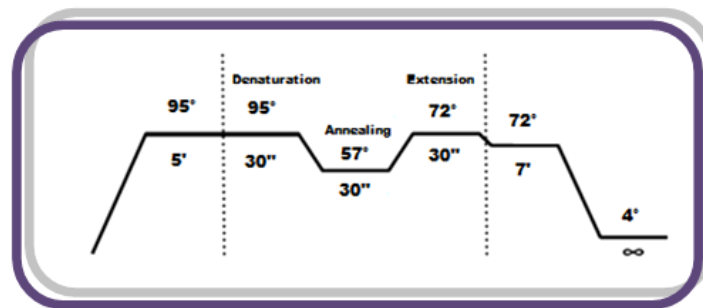 Denaturation Extension
95° 95° 72° 72°
Annealing
5' 30" 57° 30" 7'
30"
4°
∞